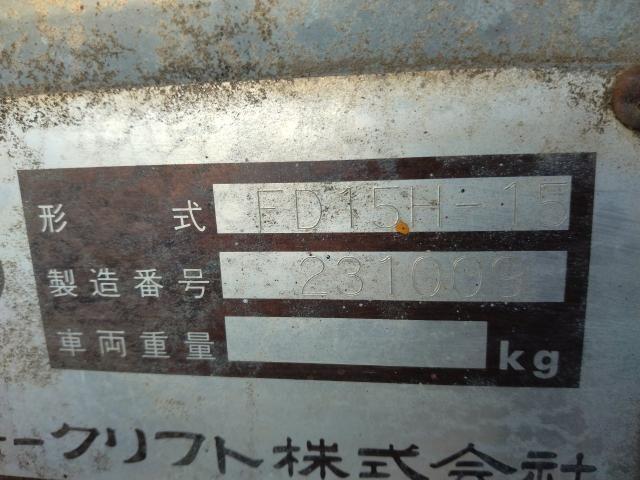 形式 FD15H-15
製造番号 231009
車両重量 kg
ークリフト株式会社